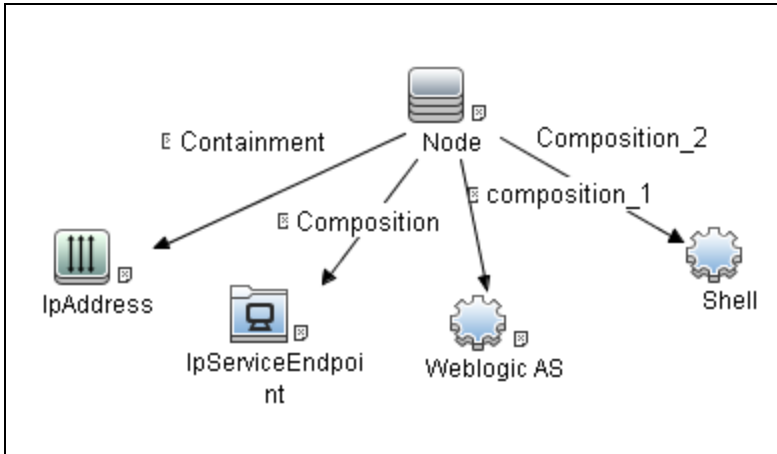 Node
Containment
Composition_2
Composition
composition_1
IpAddress
IpServiceEndpoi
nt
Weblogic AS
Shell